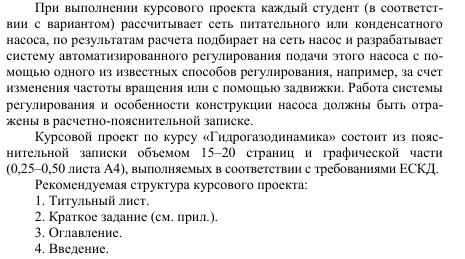 При выполнении курсового проекта каждый студент (в соответст-
вии с вариантом) рассчитывает сеть питательного или конденсатного
насоса, по результатам расчета подбирает на сеть насос и разрабатывает
систему автоматизированного регулирования подачи этого насоса с по-
мощью одного из известных способов регулирования, например, за счет
изменения частоты вращения или с помощью задвижки. Работа системы
регулирования и особенности конструкции насоса должны быть отра-
жены в расчетно-пояснительной записке.
Курсовой проект по курсу «Гидрогазодинамика» состоит из пояс-
нительной записки объемом 15–20 страниц и графической части
(0,25–0,50 листа А4), выполняемых в соответствии с требованиями ЕСКД.
Рекомендуемая структура курсового проекта:
1. Титульный лист.
2. Краткое задание (см. прил.).
3. Оглавление.
4. Введение.